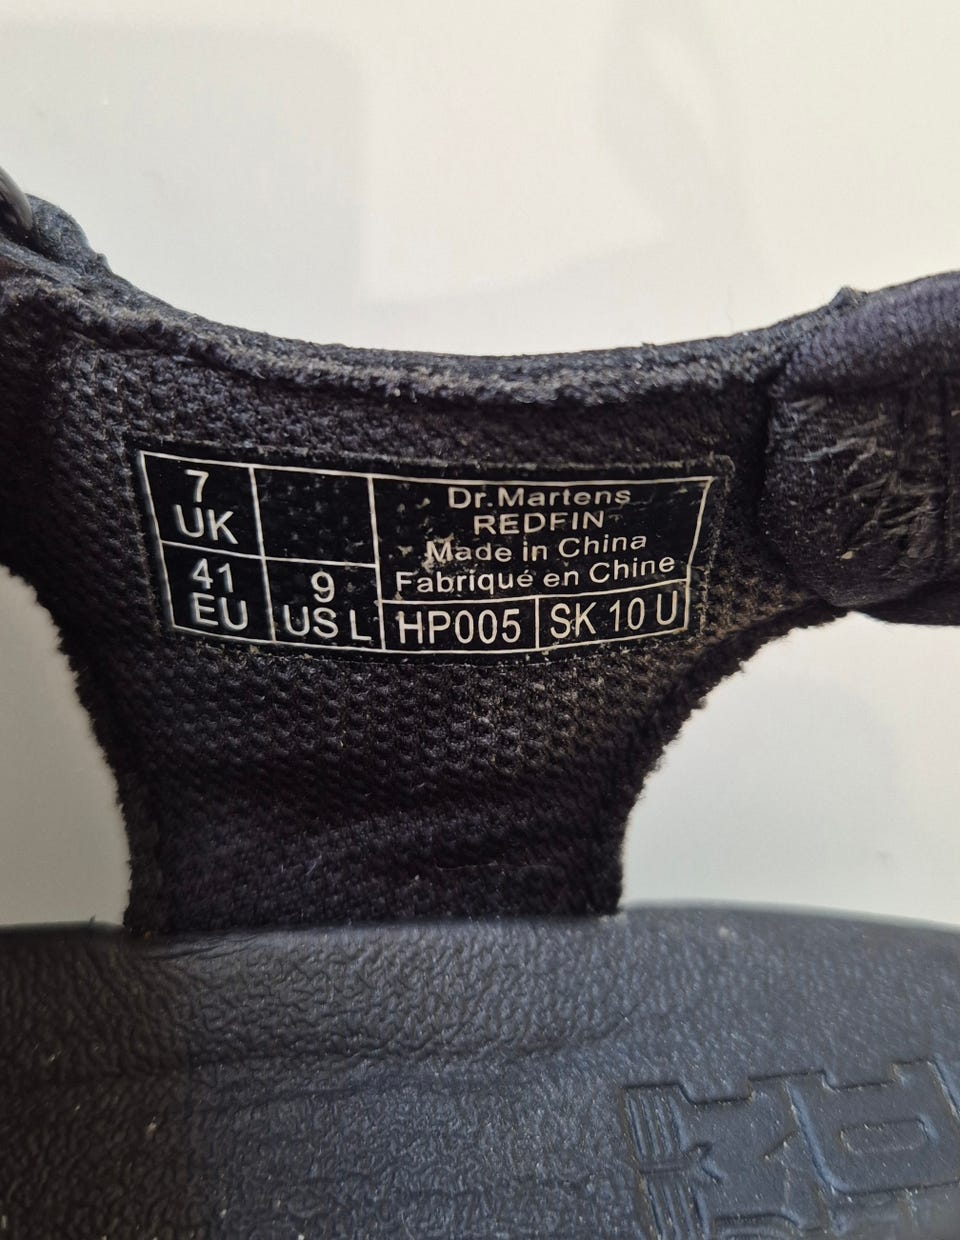 7
UK
41
EU
9
US L
Dr.Martens
REDFIN
Made in China
Fabriqué en Chine
HP005
SK 10 U